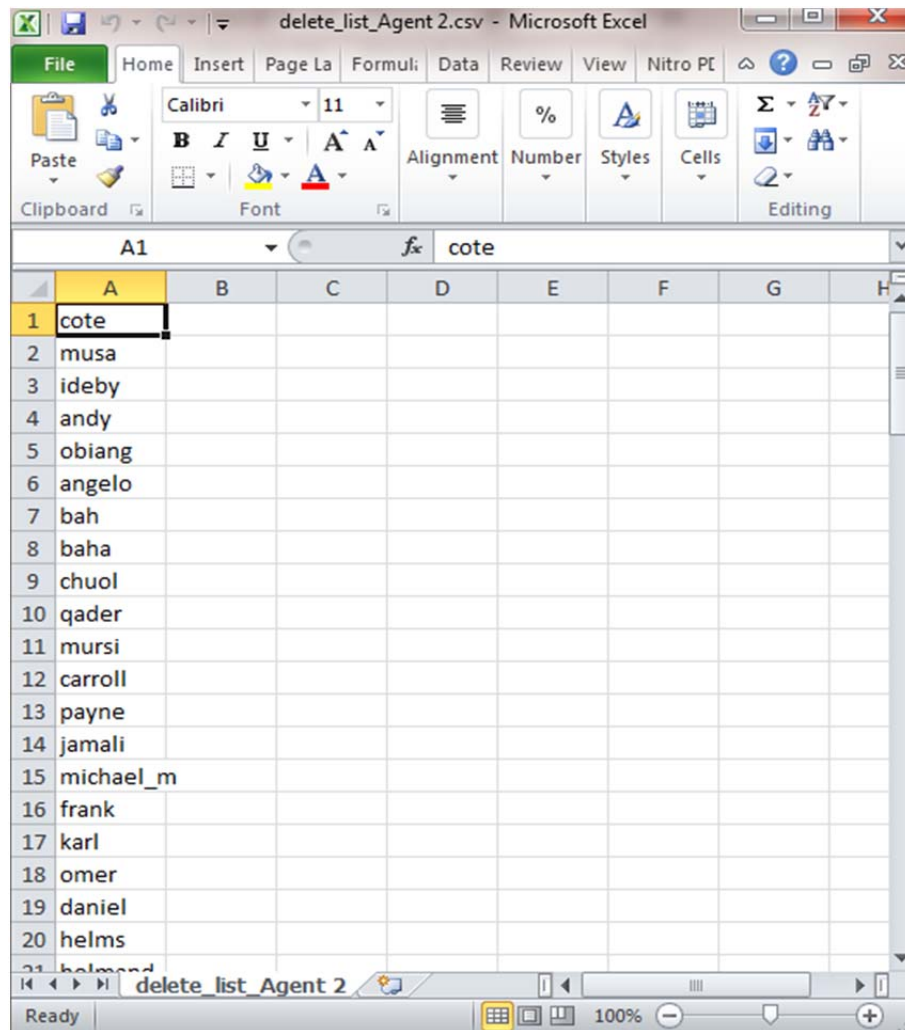 delete_list_Agent 2.csv - Microsoft Excel
File Home Insert Page La Formul: Data Review View Nitro PD
Calibri 11 Σ
Paste B I U A A Alignment Number % Styles Cells
Clipboard Font Editing
A1 fx cote
A B C D E F G H
1 cote
2 musa
3 ideby
4 andy
5 obiang
6 angelo
7 bah
8 baha
9 chuol
10 qader
11 mursi
12 carroll
13 payne
14 jamali
15 michael_m
16 frank
17 karl
18 omer
19 daniel
20 helms
delete_list_Agent 2
Ready 100%